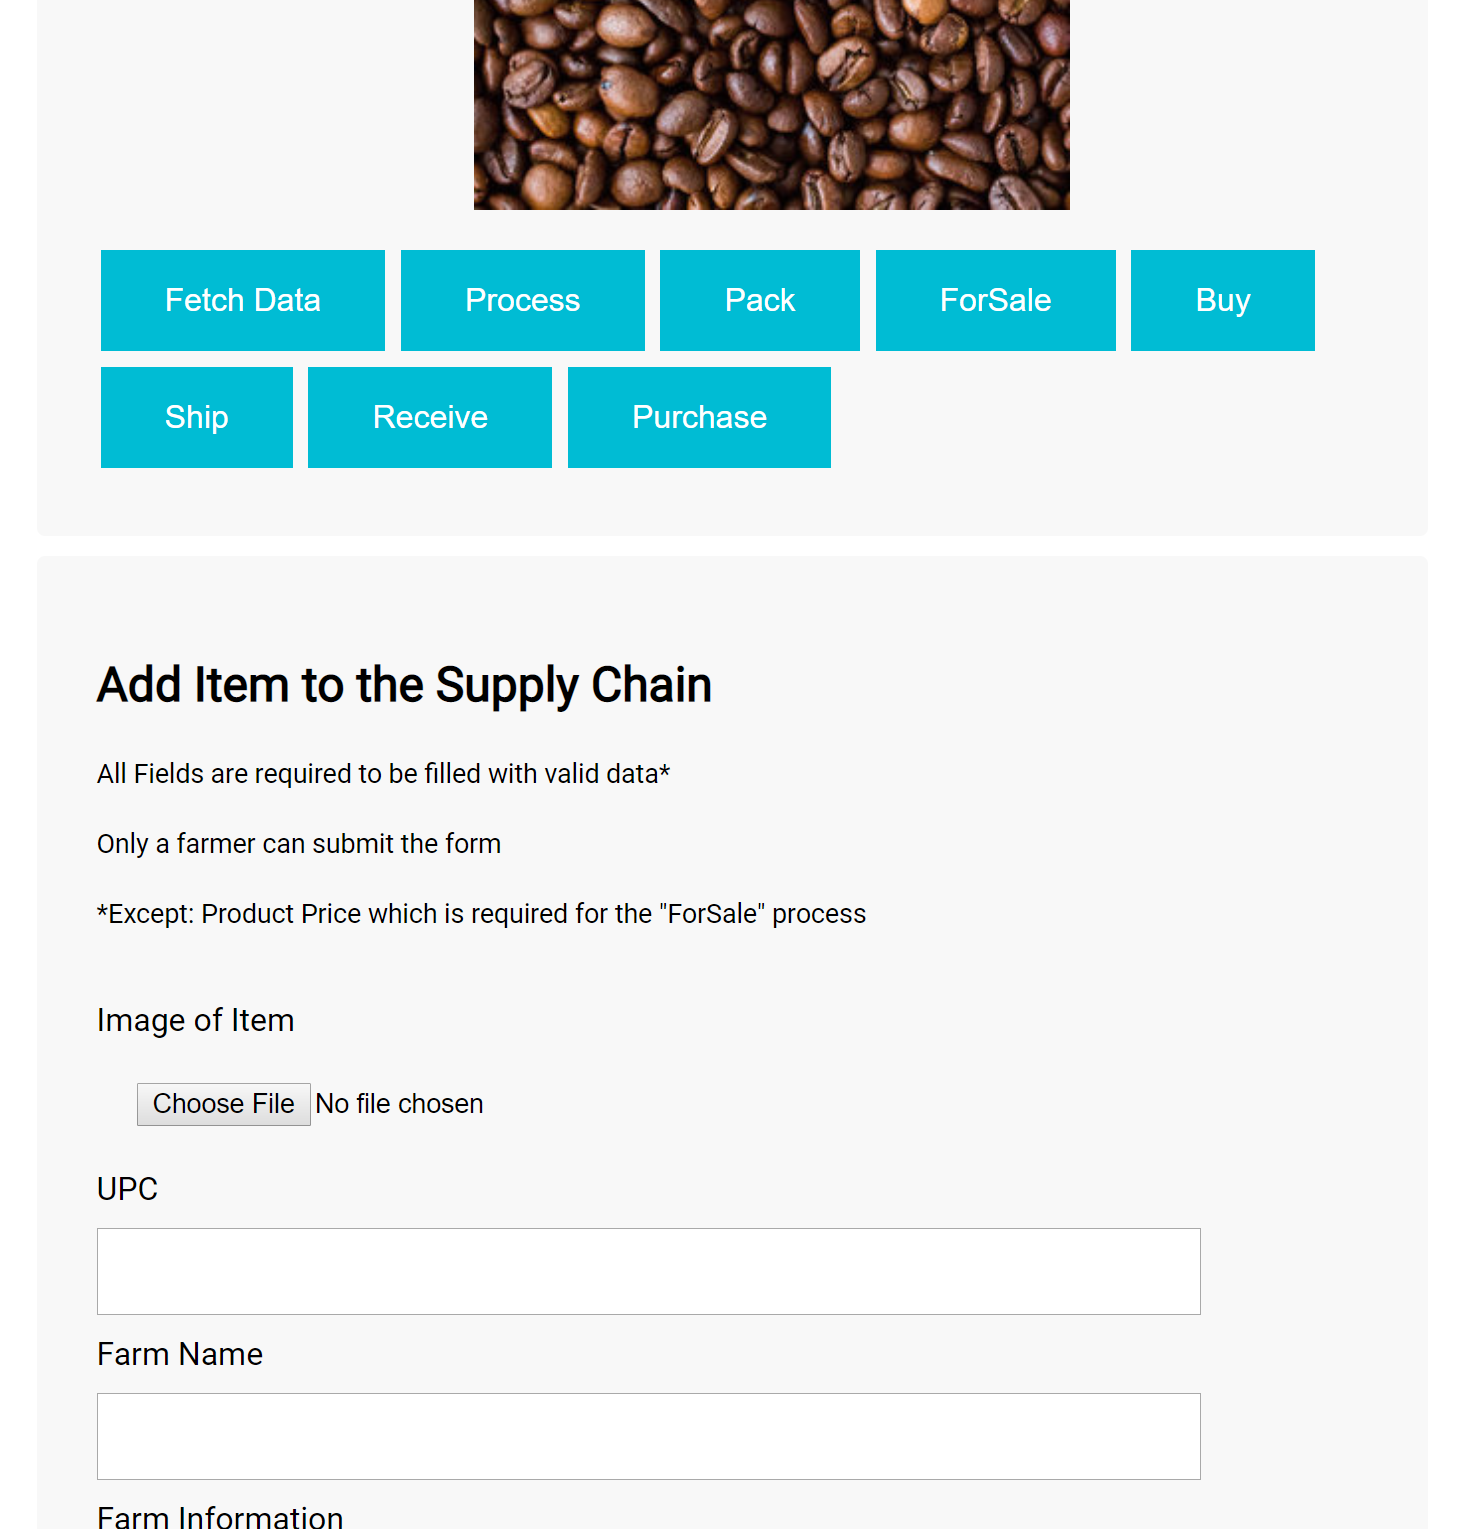 Fetch Data Process Pack ForSale Buy
Ship Receive Purchase
Add Item to the Supply Chain
All Fields are required to be filled with valid data*
Only a farmer can submit the form
*Except: Product Price which is required for the "ForSale" process
Image of Item
Choose File No file chosen
UPC
Farm Name
Farm Information